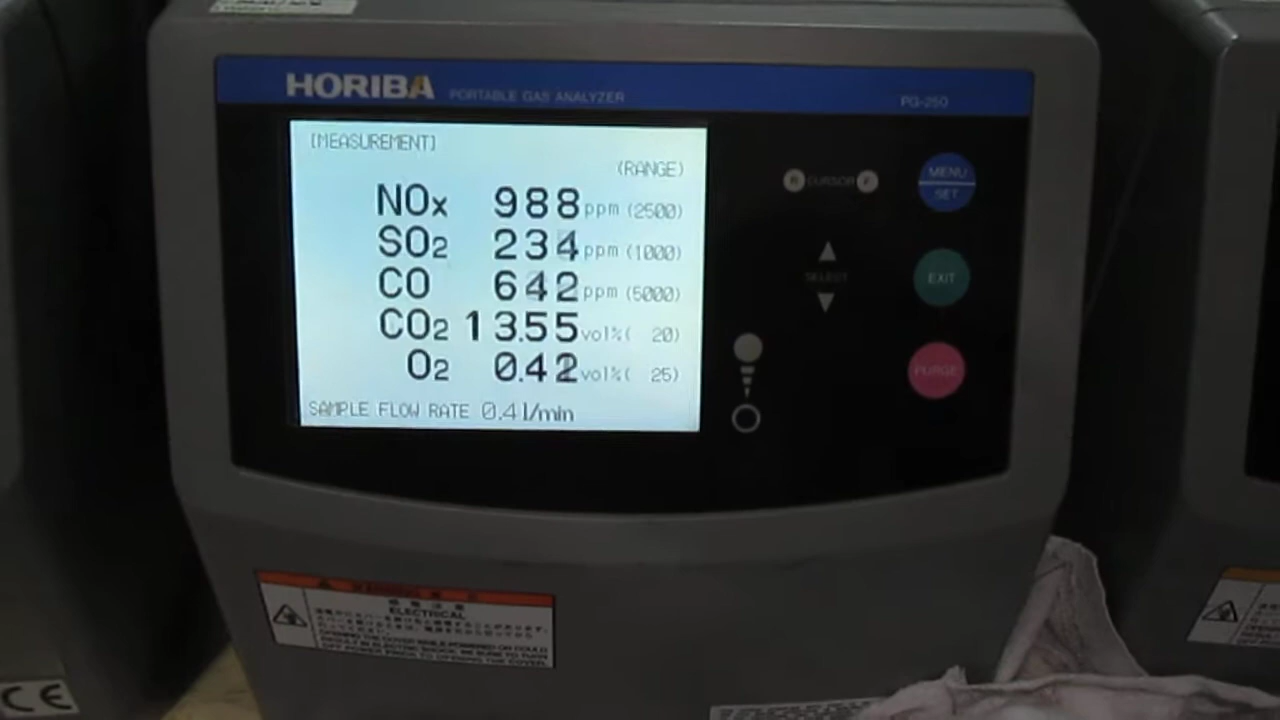 HORIBA PORTABLE GAS ANALYZER PG-250
[MEASUREMENT]
(RANGE)
NOx 988 ppm (2500)
SO2 234 ppm (1000)
CO 642 ppm (5000)
CO2 13.55 vol%( 20)
O2 0.42 vol%( 25)
SAMPLE FLOW RATE 0.4 l/min
CURSOR
MENU
SET
SELECT
EXIT
PURGE
ELECTRICAL
CE